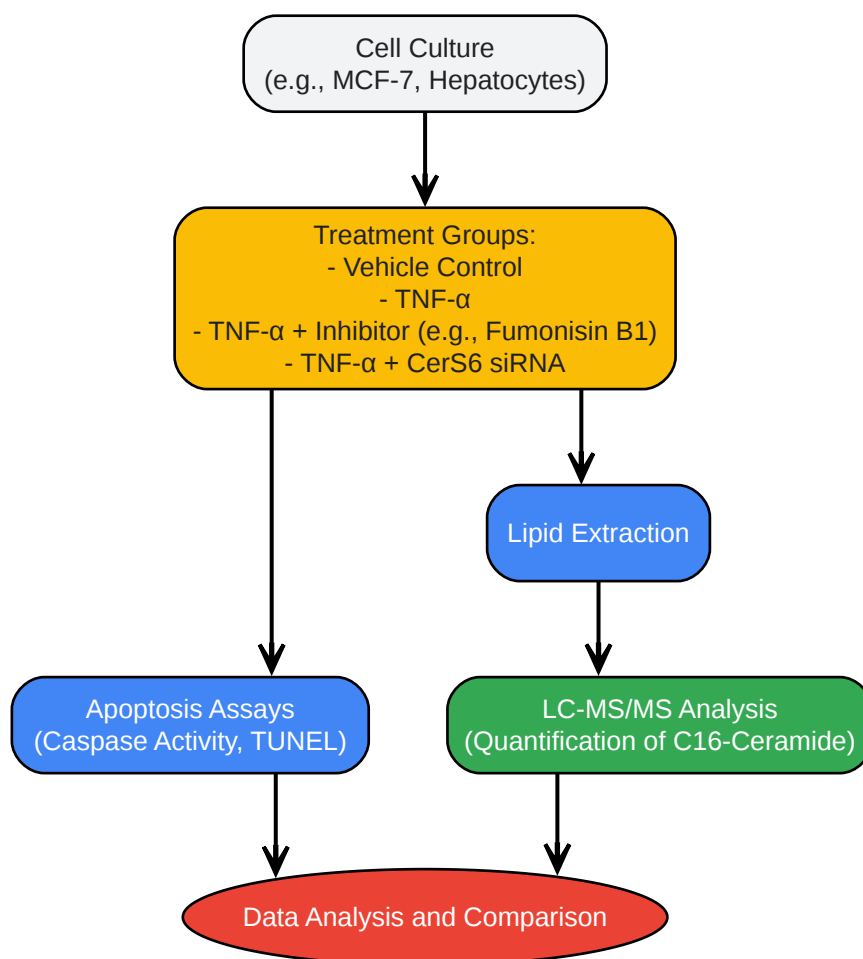 Cell Culture
(e.g., MCF-7, Hepatocytes)
Treatment Groups:
- Vehicle Control
- TNF-α
- TNF-α + Inhibitor (e.g., Fumonisin B1)
- TNF-α + CerS6 siRNA
Lipid Extraction
Apoptosis Assays
(Caspase Activity, TUNEL)
LC-MS/MS Analysis
(Quantification of C16-Ceramide)
Data Analysis and Comparison